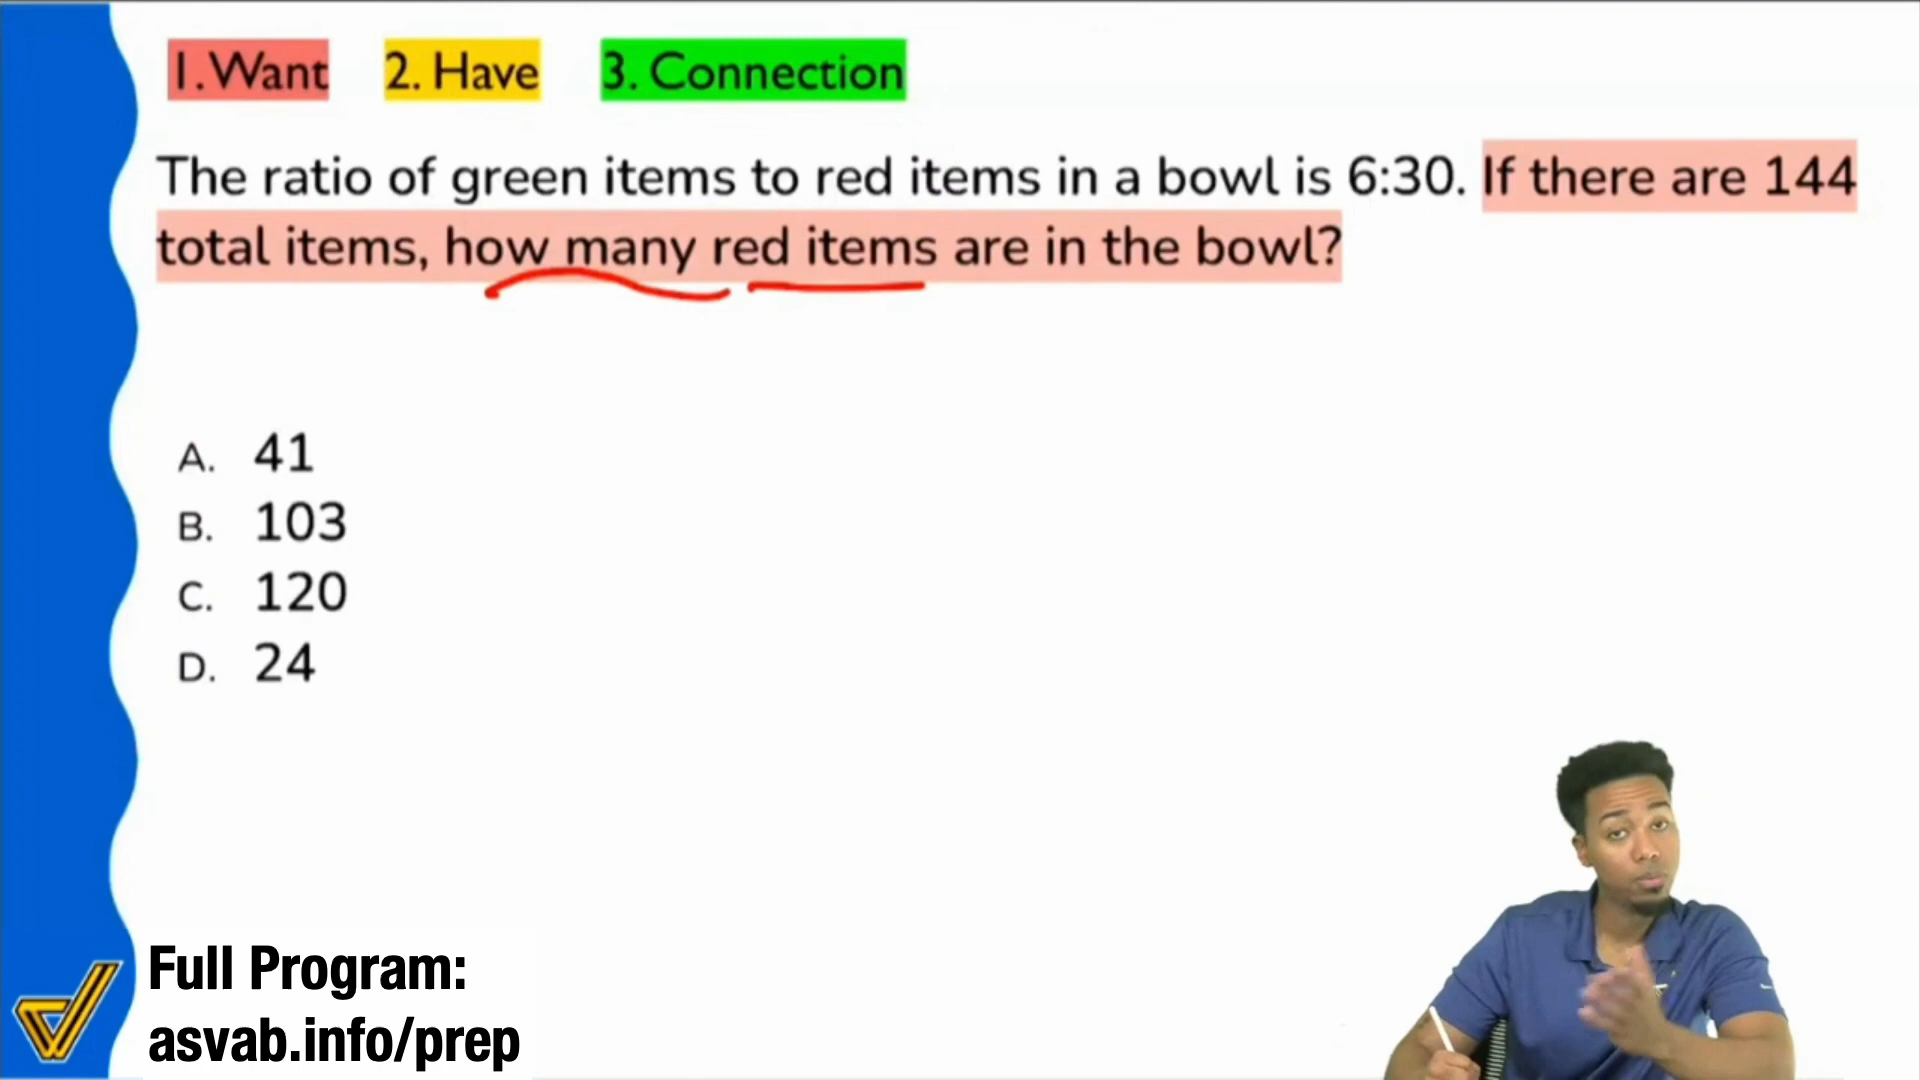 1. Want 2. Have 3. Connection
The ratio of green items to red items in a bowl is 6:30. If there are 144
total items, how many red items are in the bowl?
A. 41
B. 103
C. 120
D. 24
Full Program:
asvab.info/prep